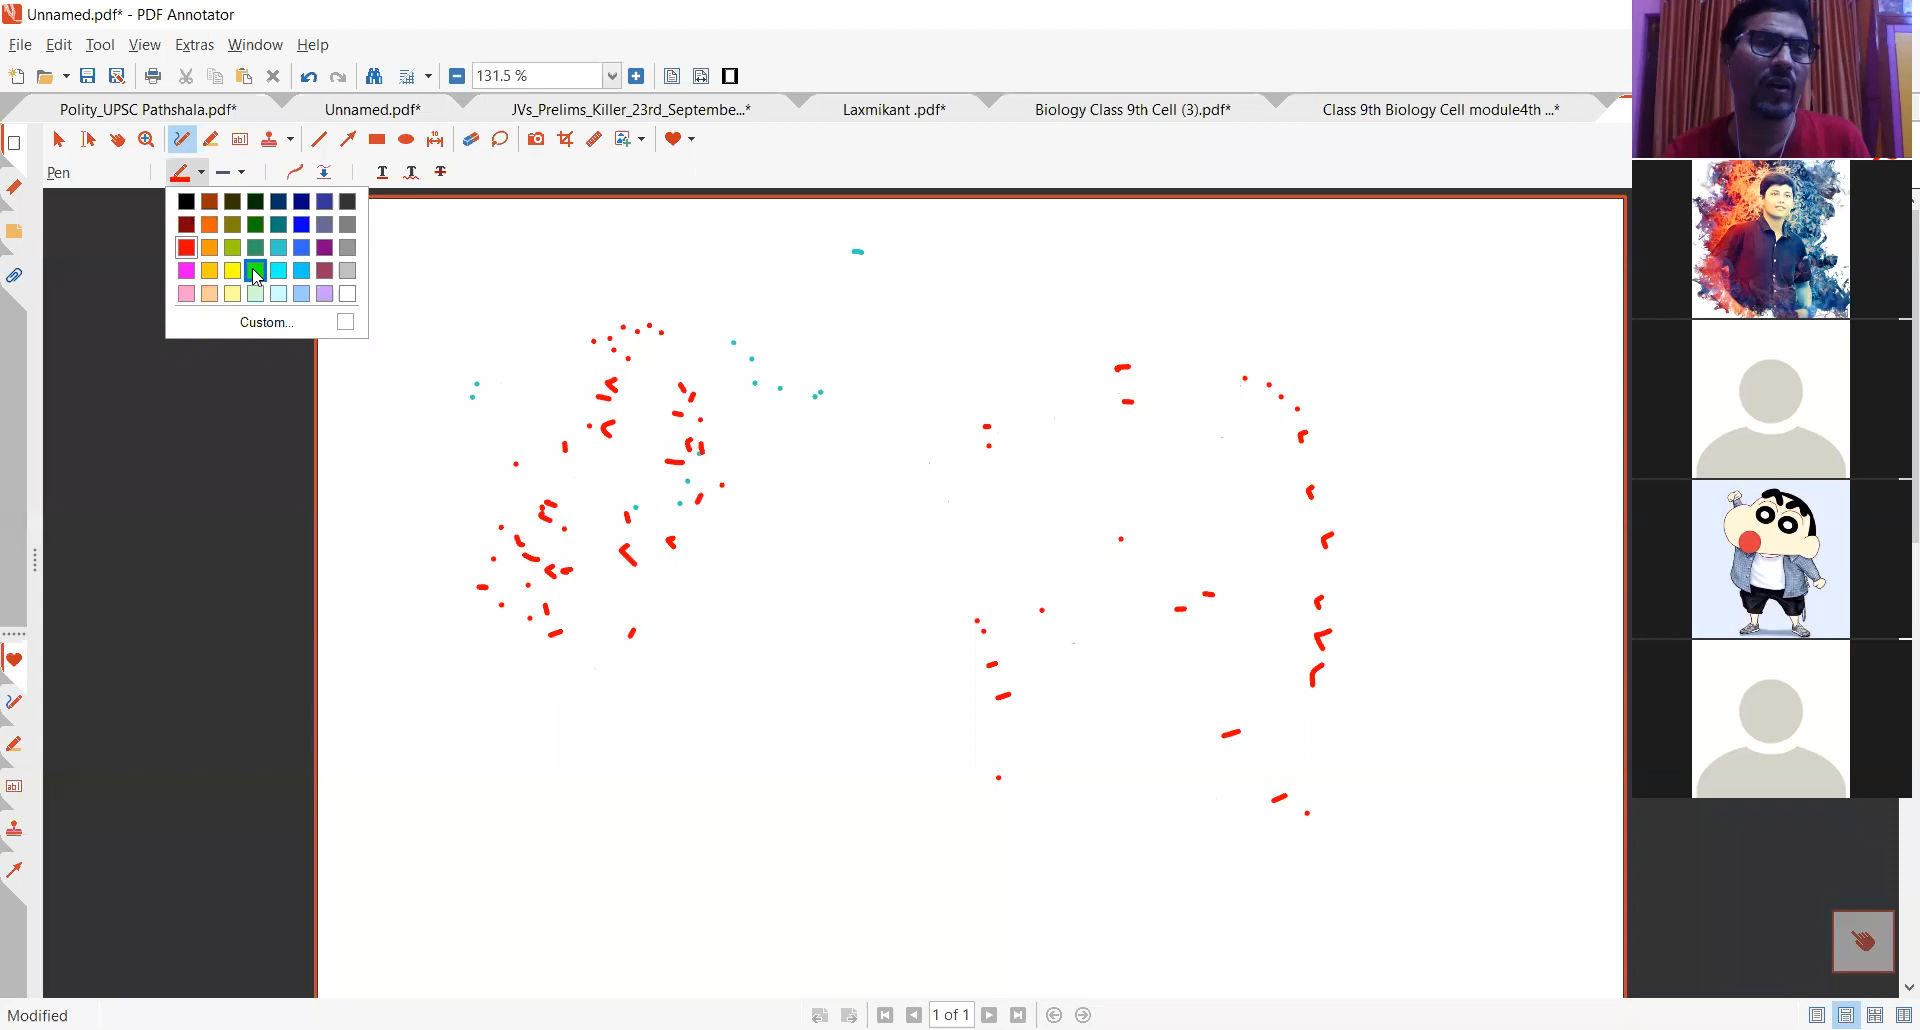 Unnamed.pdf* - PDF Annotator
File Edit Tool View Extras Window Help
131.5 %
Polity_UPSC Pathshala.pdf* Unnamed.pdf* JVs_Prelims_Killer_23rd_Septembe...* Laxmikant .pdf* Biology Class 9th Cell (3).pdf* Class 9th Biology Cell module4th ...*
Pen
Custom...
Modified
1 of 1